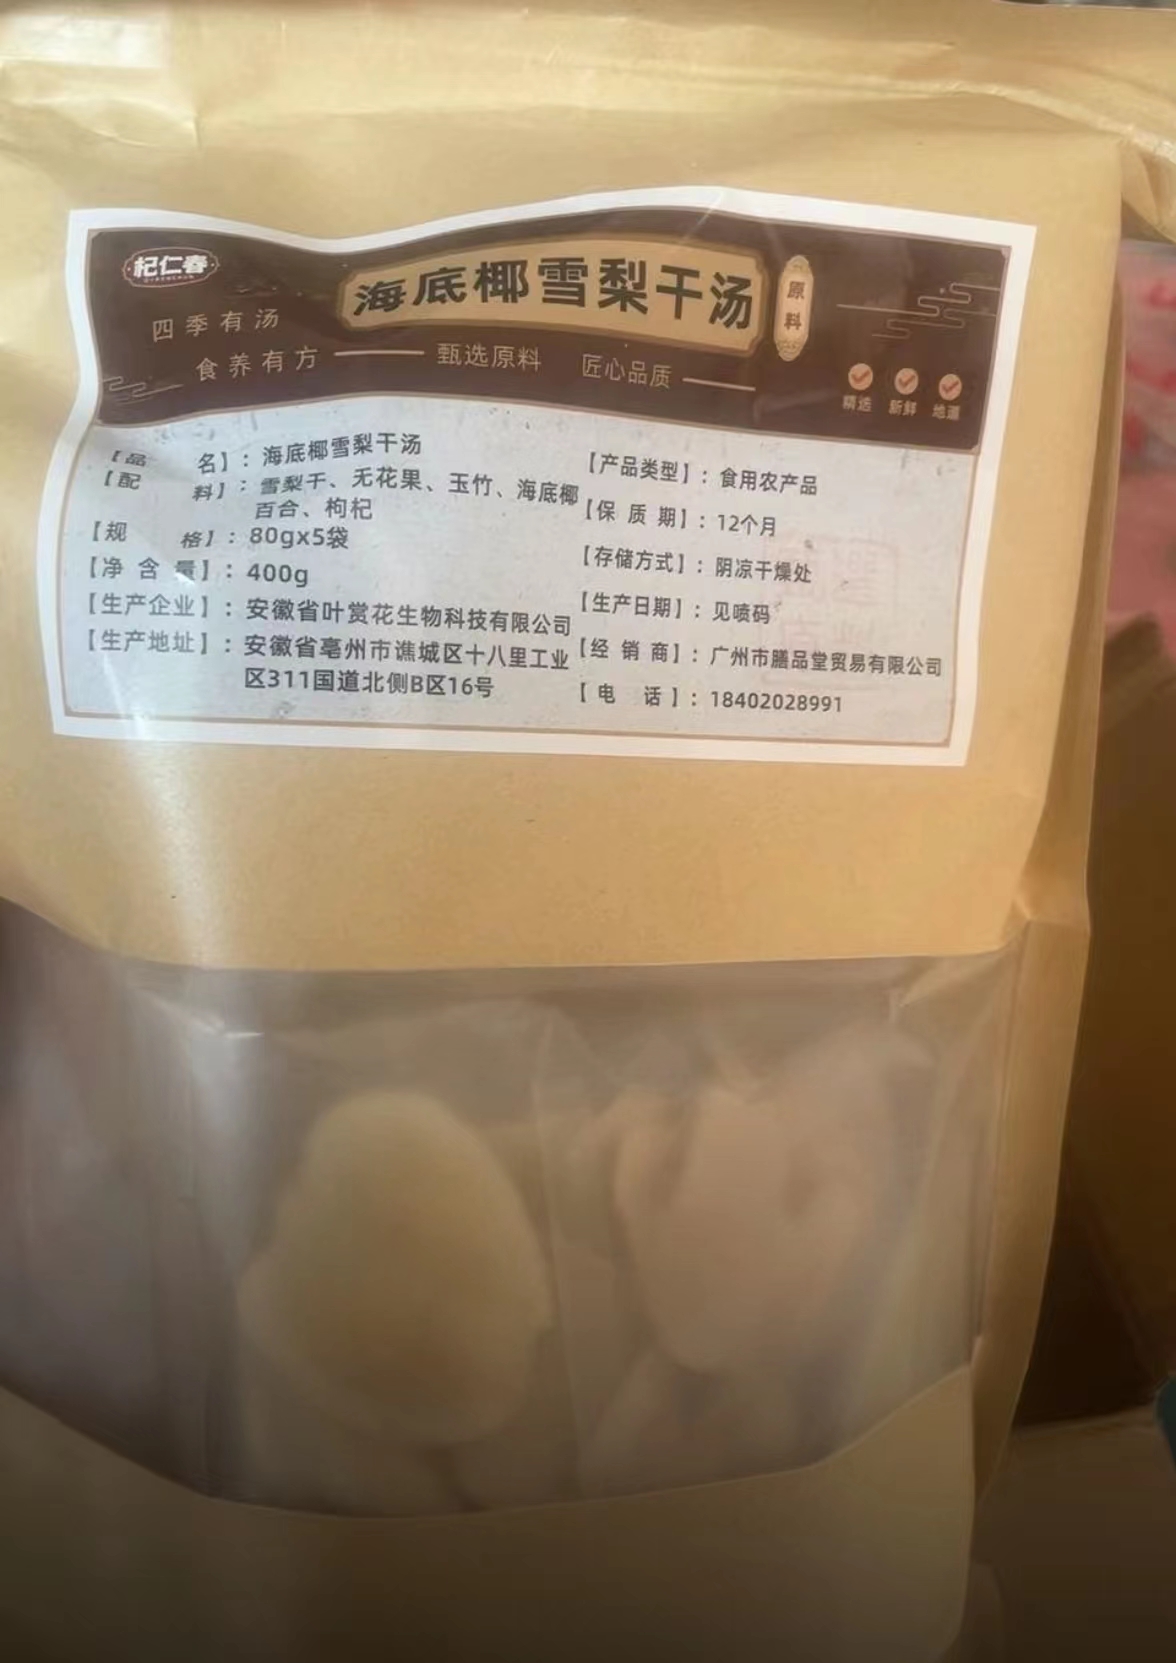 杞仁春
海底椰雪梨干汤
原料
四季有汤
食养有方
甄选原料 匠心品质
精选 新鲜 地道
【品 名】：海底椰雪梨干汤
【配 料】：雪梨干、无花果、玉竹、海底椰
百合、枸杞
【规 格】：80gx5袋
【净 含 量】：400g
【生产企业】：安徽省叶赏花生物科技有限公司
【生产地址】：安徽省亳州市谯城区十八里工业
区311国道北侧B区16号
【产品类型】：食用农产品
【保 质 期】：12个月
【存储方式】：阴凉干燥处
【生产日期】：见喷码
【经 销 商】：广州市膳品堂贸易有限公司
【电 话】：18402028991